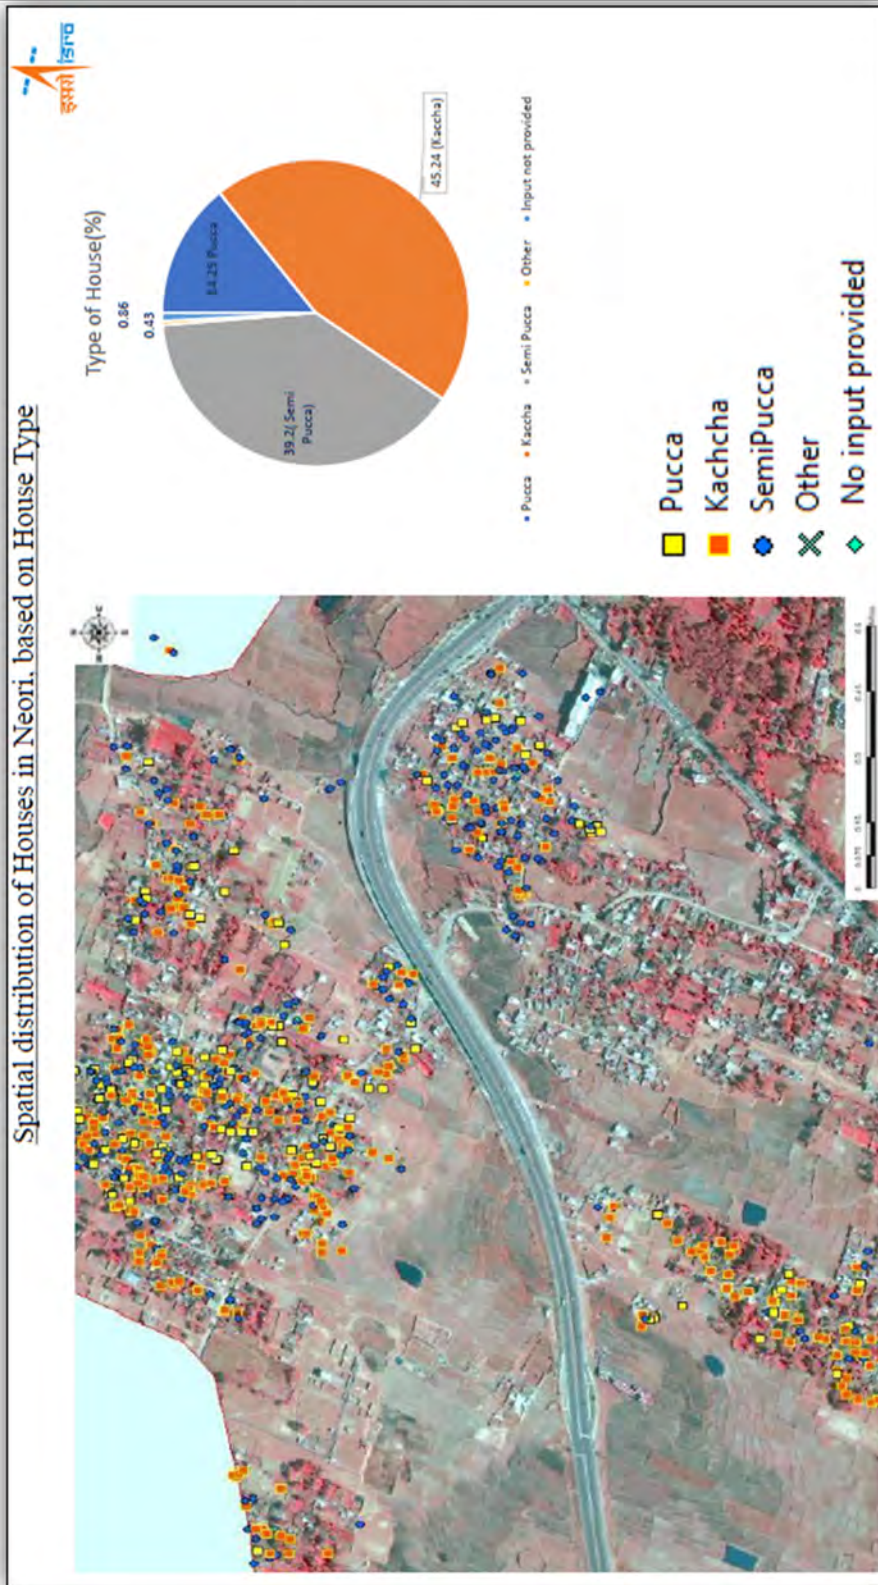 Spatial distribution of Houses in Neori, based on House Type
इसरो isro
Type of House(%)
0.86
0.43
14.25 Pucca
39.2( Semi
Pucca)
45.24 (Kaccha)
Pucca
Kaccha
Semi Pucca
Other
Input not provided
Pucca
Kachcha
SemiPucca
Other
No input provided